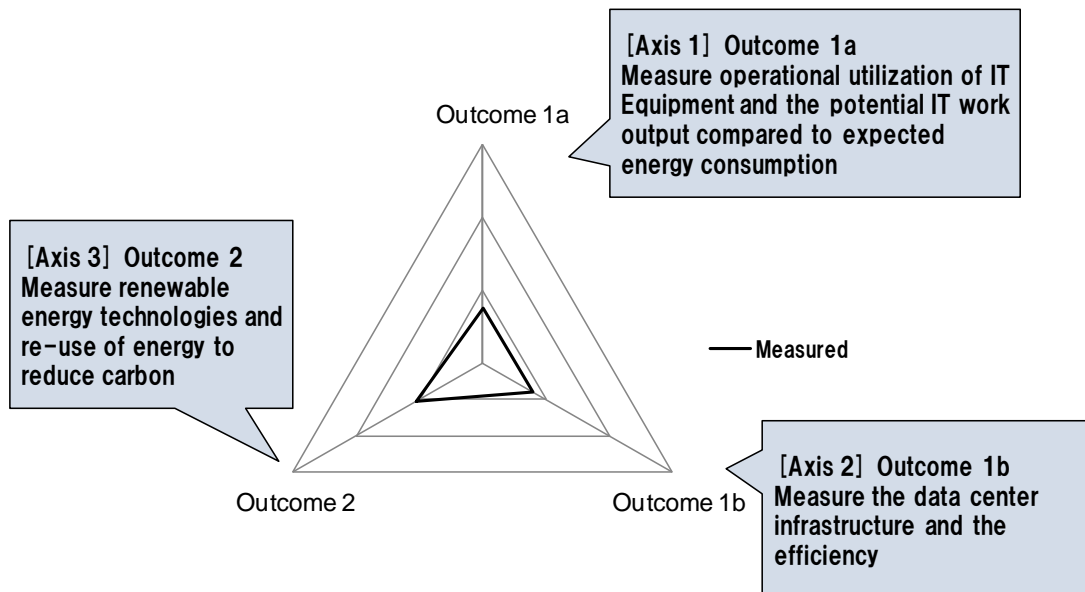 [Axis 1] Outcome 1a
Measure operational utilization of IT
Equipment and the potential IT work
output compared to expected
energy consumption
Outcome 1a
[Axis 3] Outcome 2
Measure renewable
energy technologies and
re-use of energy to
reduce carbon
Measured
Outcome 2
Outcome 1b
[Axis 2] Outcome 1b
Measure the data center
infrastructure and the
efficiency